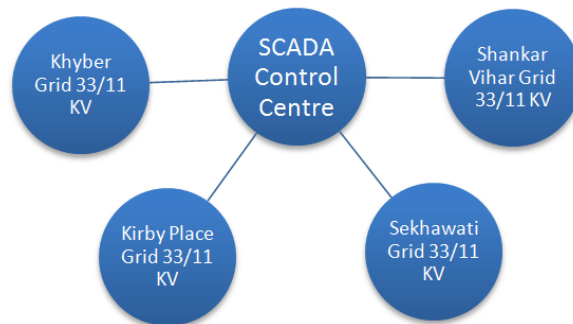 SCADA
Control
Centre
Khyber
Grid 33/11
KV
Shankar
Vihar Grid
33/11 KV
Kirby Place
Grid 33/11
KV
Sekhawati
Grid 33/11
KV